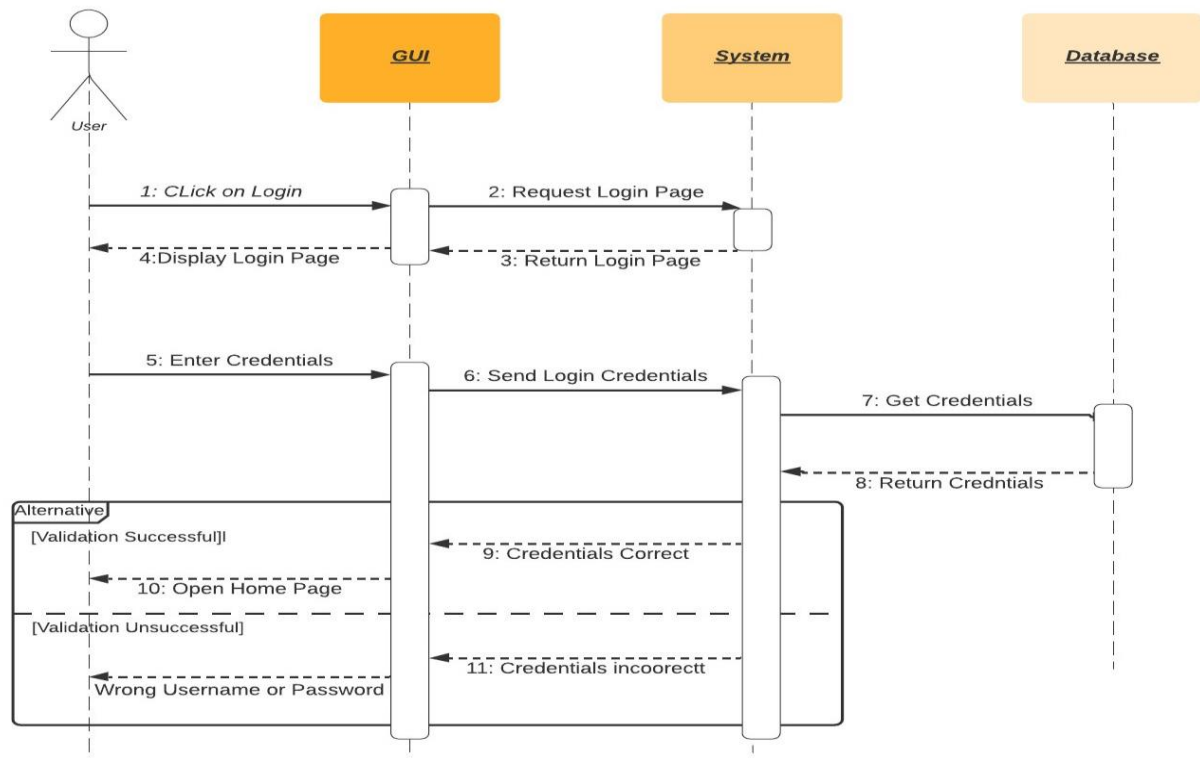 GUI
System
Database
User
1: CLick on Login
2: Request Login Page
4:Display Login Page
3: Return Login Page
5: Enter Credentials
6: Send Login Credentials
7: Get Credentials
8: Return Credntials
Alternative
[Validation Successful]l
9: Credentials Correct
10: Open Home Page
[Validation Unsuccessful]
11: Credentials incoorectt
Wrong Username or Password